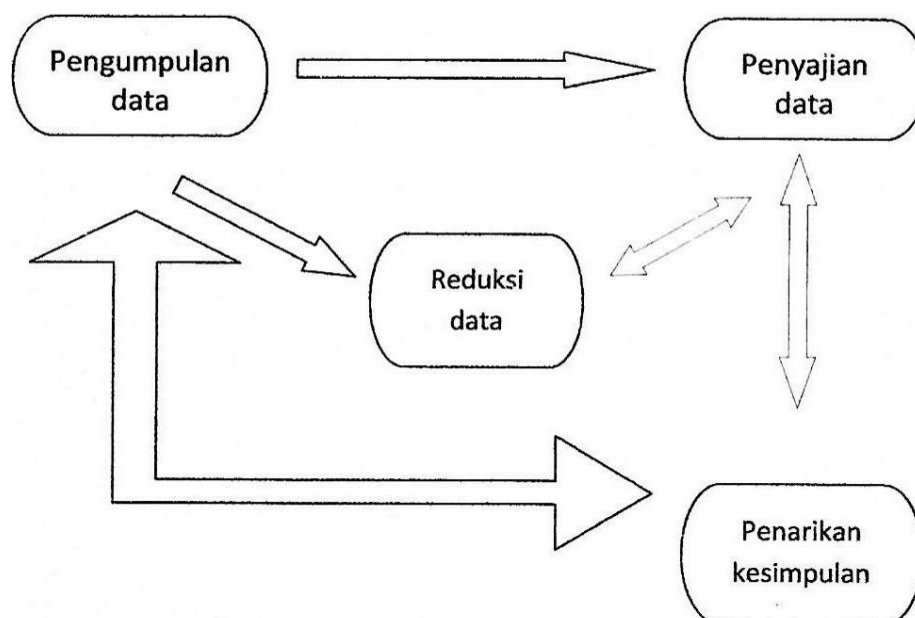 Pengumpulan
data
Penyajian
data
Reduksi
data
Penarikan
kesimpulan